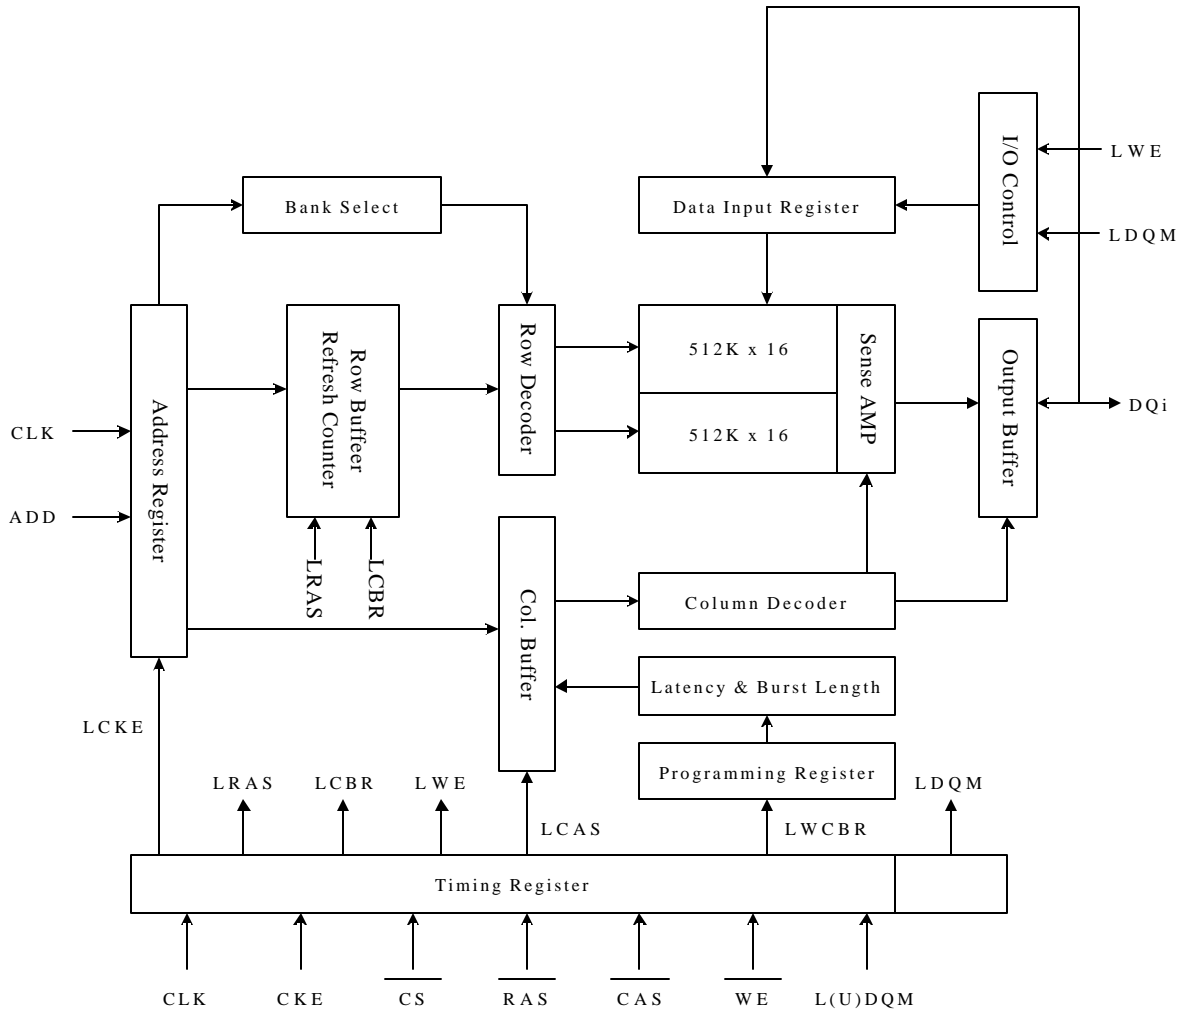 I/O Control
LWE
Bank Select
Data Input Register
LDQM
Address Register
Row Buffeer
Refresh Counter
Row Decoder
512K x 16
Sense AMP
Output Buffer
512K x 16
DQi
CLK
ADD
LRAS
LCBR
Col. Buffer
Column Decoder
Latency & Burst Length
LCKE
Programming Register
LRAS
LCBR
LWE
LDQM
LCAS
LWCBR
Timing Register
CLK
CKE
CS
RAS
CAS
WE
L(U)DQM